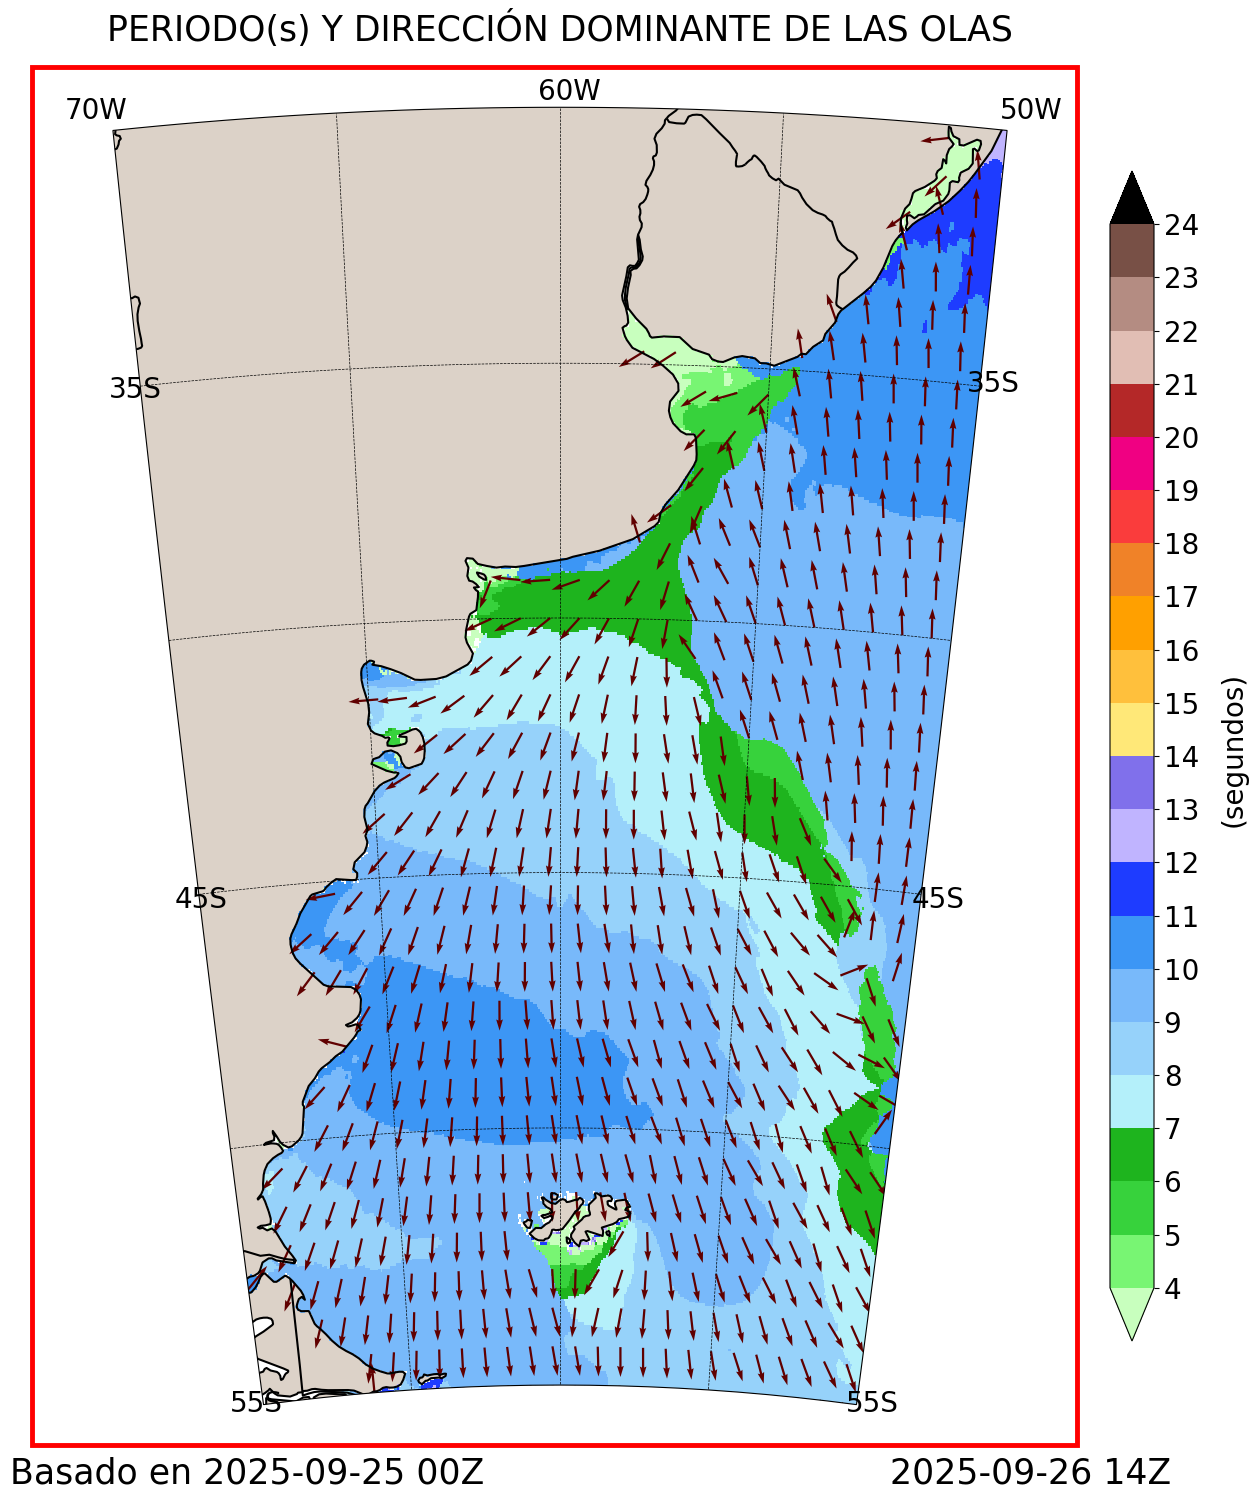 PERIODO(s) Y DIRECCIÓN DOMINANTE DE LAS OLAS
70W
60W
50W
35S
35S
45S
45S
55S
55S
24
23
22
21
20
19
18
17
16
15
14
13
12
11
10
9
8
7
6
5
4
(segundos)
Basado en 2025-09-25 00Z
2025-09-26 14Z